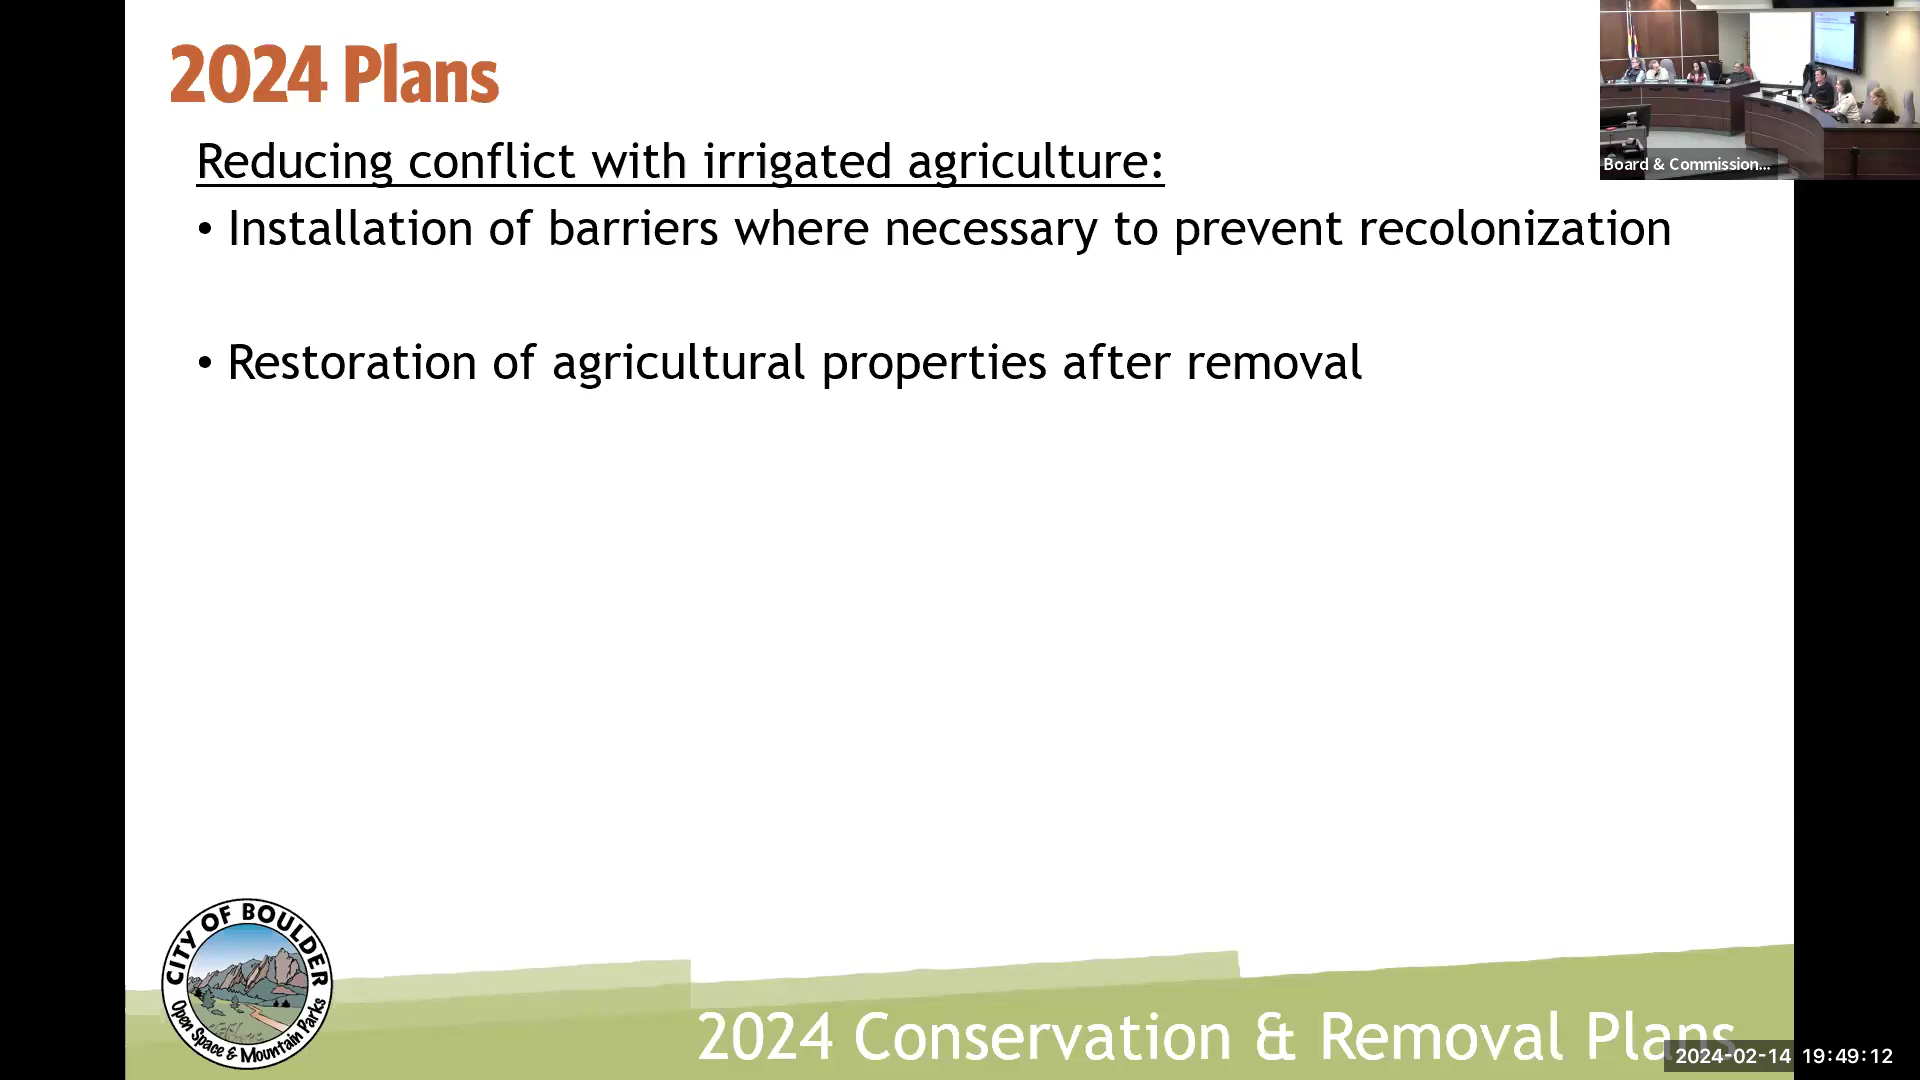 2024 Plans
Reducing conflict with irrigated agriculture:
• Installation of barriers where necessary to prevent recolonization
• Restoration of agricultural properties after removal
Board & Commission...
CITY OF BOULDER
Open Space & Mountain Parks
2024 Conservation & Removal Plans
2024-02-14 19:49:12